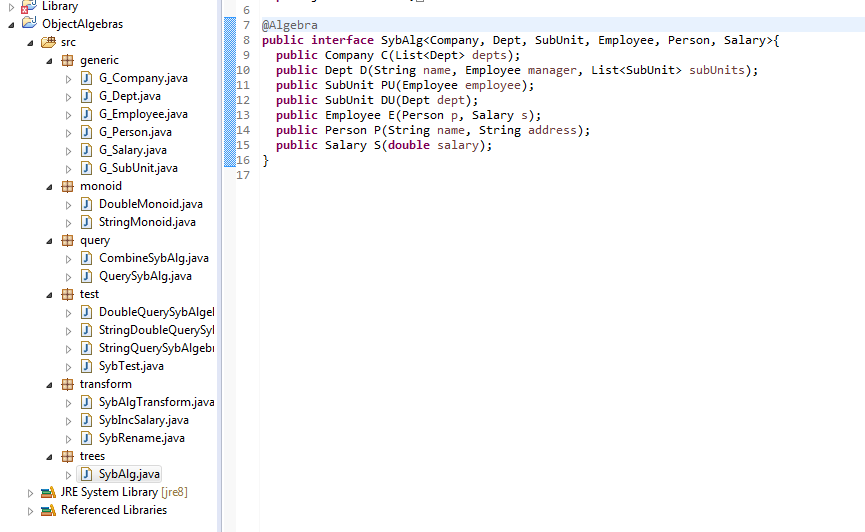 Library
ObjectAlgebras
src
generic
G_Company.java
G_Dept.java
G_Employee.java
G_Person.java
G_Salary.java
G_SubUnit.java
monoid
DoubleMonoid.java
StringMonoid.java
query
CombineSybAlg.java
QuerySybAlg.java
test
DoubleQuerySybAlgel
StringDoubleQuerySyl
StringQuerySybAlgebr
SybTest.java
transform
SybAlgTransform.java
SybIncSalary.java
SybRename.java
trees
SybAlg.java
JRE System Library [jre8]
Referenced Libraries
6
7 @Algebra
8 public interface SybAlg<Company, Dept, SubUnit, Employee, Person, Salary>{
9 public Company C(List<Dept> depts);
10 public Dept D(String name, Employee manager, List<SubUnit> subUnits);
11 public SubUnit PU(Employee employee);
12 public SubUnit DU(Dept dept);
13 public Employee E(Person p, Salary s);
14 public Person P(String name, String address);
15 public Salary S(double salary);
16 }
17